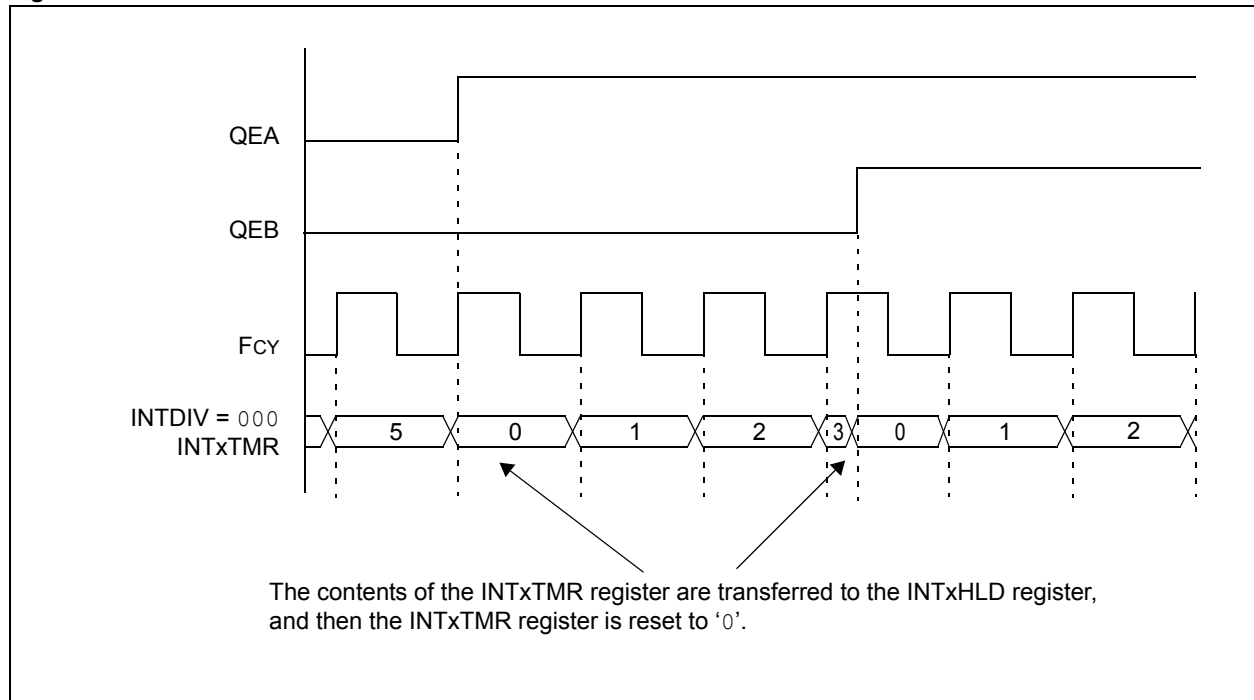 QEA
QEB
FCY
INTDIV = 000
INTxTMR
5 0 1 2 3 0 1 2
The contents of the INTxTMR register are transferred to the INTxHLD register,
and then the INTxTMR register is reset to ‘0’.